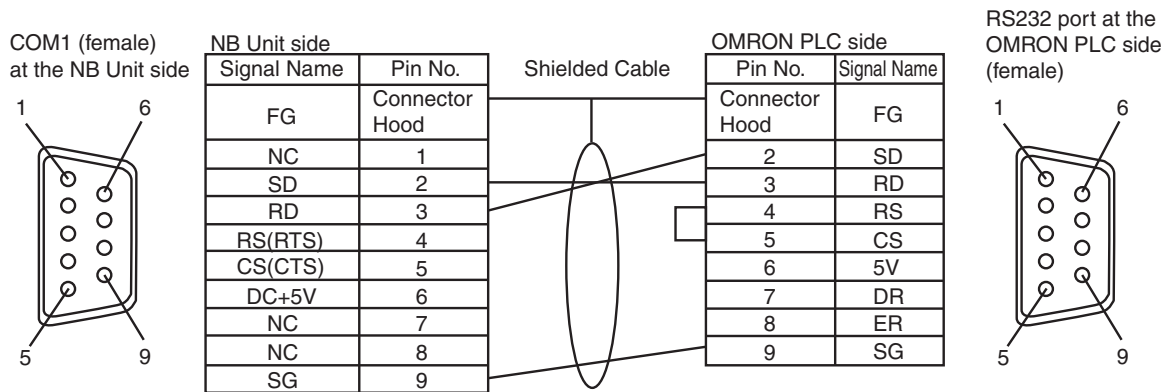 COM1 (female)
at the NB Unit side
1 6
5 9
NB Unit side
Signal Name Pin No.
FG Connector Hood
NC 1
SD 2
RD 3
RS(RTS) 4
CS(CTS) 5
DC+5V 6
NC 7
NC 8
SG 9
Shielded Cable
OMRON PLC side
Pin No. Signal Name
Connector Hood FG
2 SD
3 RD
4 RS
5 CS
6 5V
7 DR
8 ER
9 SG
RS232 port at the
OMRON PLC side
(female)
1 6
5 9